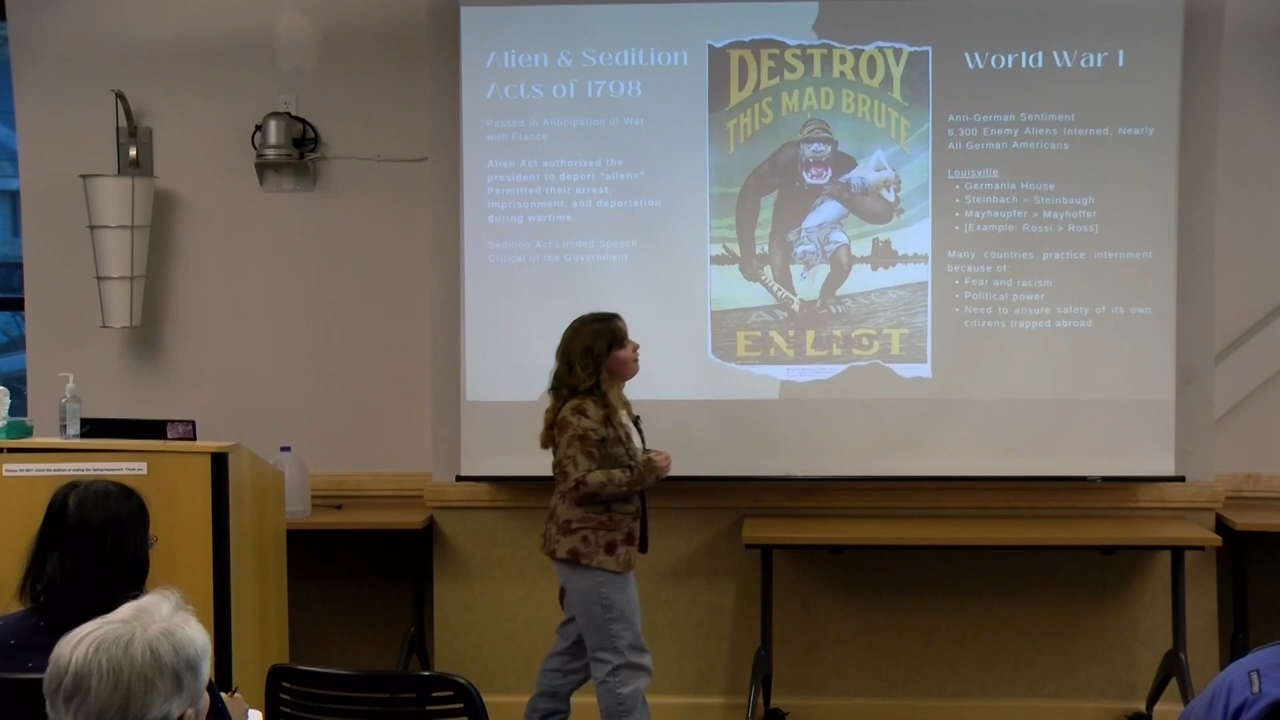 Alien & Sedition
Acts of 1798
Passed in Anticipation of War
with France
Alien Act authorized the
president to deport "aliens"
Permitted their arrest,
imprisonment, and deportation
during wartime.
Sedition Act Limited Speech
Critical of the Government
DESTROY
THIS MAD BRUTE
ENLIST
World War I
Anti-German Sentiment
6,300 Enemy Aliens Interned, Nearly
All German Americans
Louisville
• Germania House
• Steinbach > Steinbaugh
• Mayhaupfer > Mayhoffer
• [Example: Rossi > Ross]
Many countries practice internment
because of:
• Fear and racism
• Political power
• Need to ensure safety of its own
citizens trapped abroad